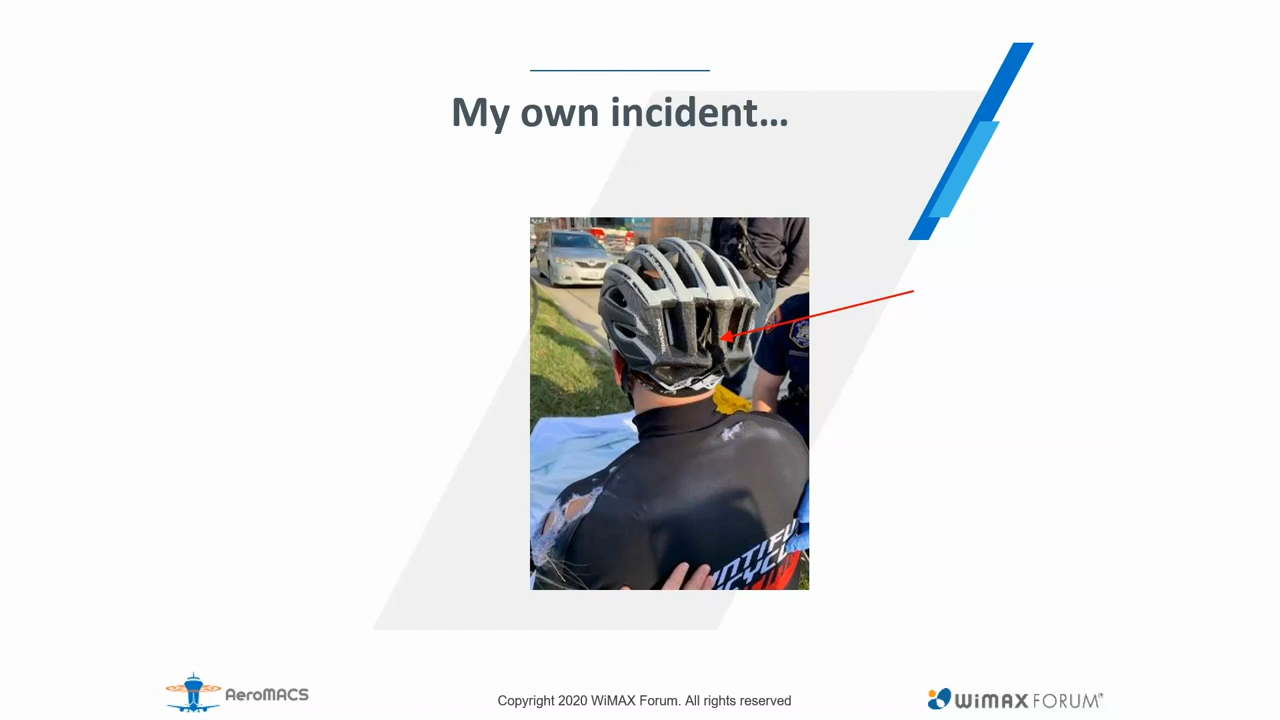 My own incident...
AeroMACS
Copyright 2020 WiMAX Forum. All rights reserved
WiMAX FORUM